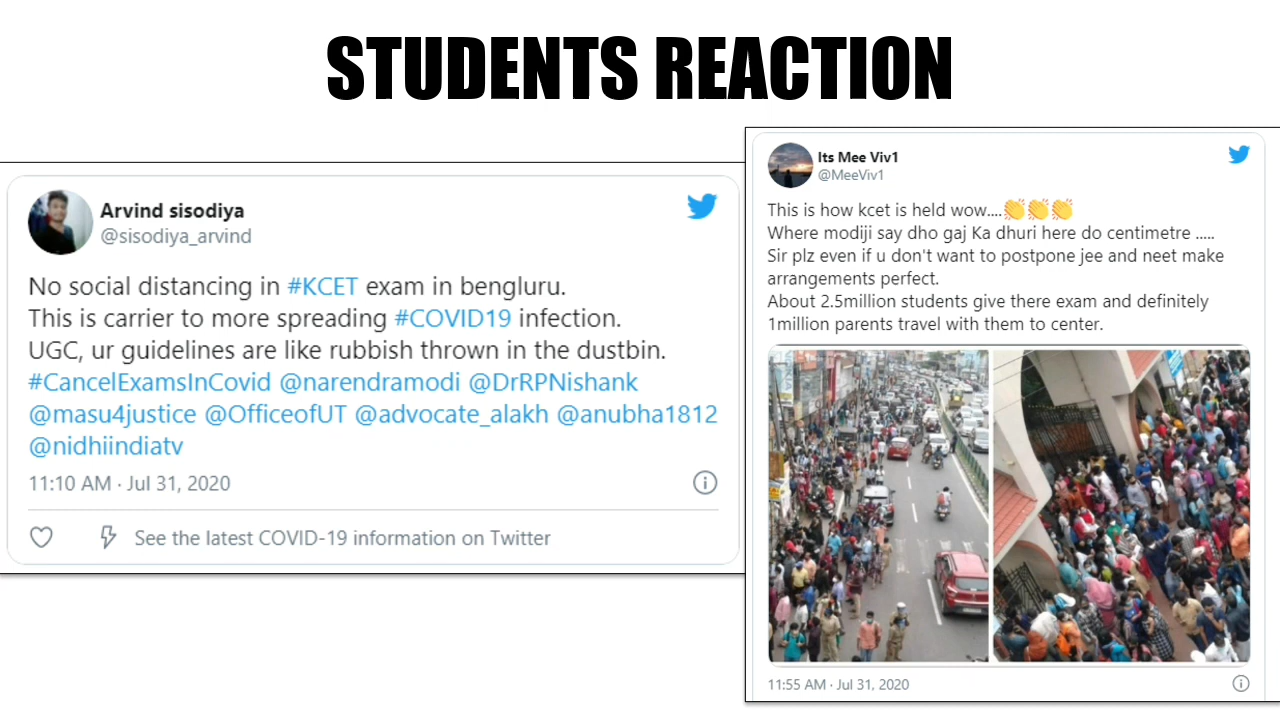 STUDENTS REACTION
Arvind sisodiya
@sisodiya_arvind
No social distancing in #KCET exam in bengluru.
This is carrier to more spreading #COVID19 infection.
UGC, ur guidelines are like rubbish thrown in the dustbin.
#CancelExamsInCovid @narendramodi @DrRPNishank
@masu4justice @OfficeofUT @advocate_alakh @anubha1812
@nidhiindiatv
11:10 AM · Jul 31, 2020
See the latest COVID-19 information on Twitter
Its Mee Viv1
@MeeViv1
This is how kcet is held wow....👏👏👏
Where modiji say dho gaj Ka dhuri here do centimetre .....
Sir plz even if u don't want to postpone jee and neet make
arrangements perfect.
About 2.5million students give there exam and definitely
1million parents travel with them to center.
11:55 AM · Jul 31, 2020